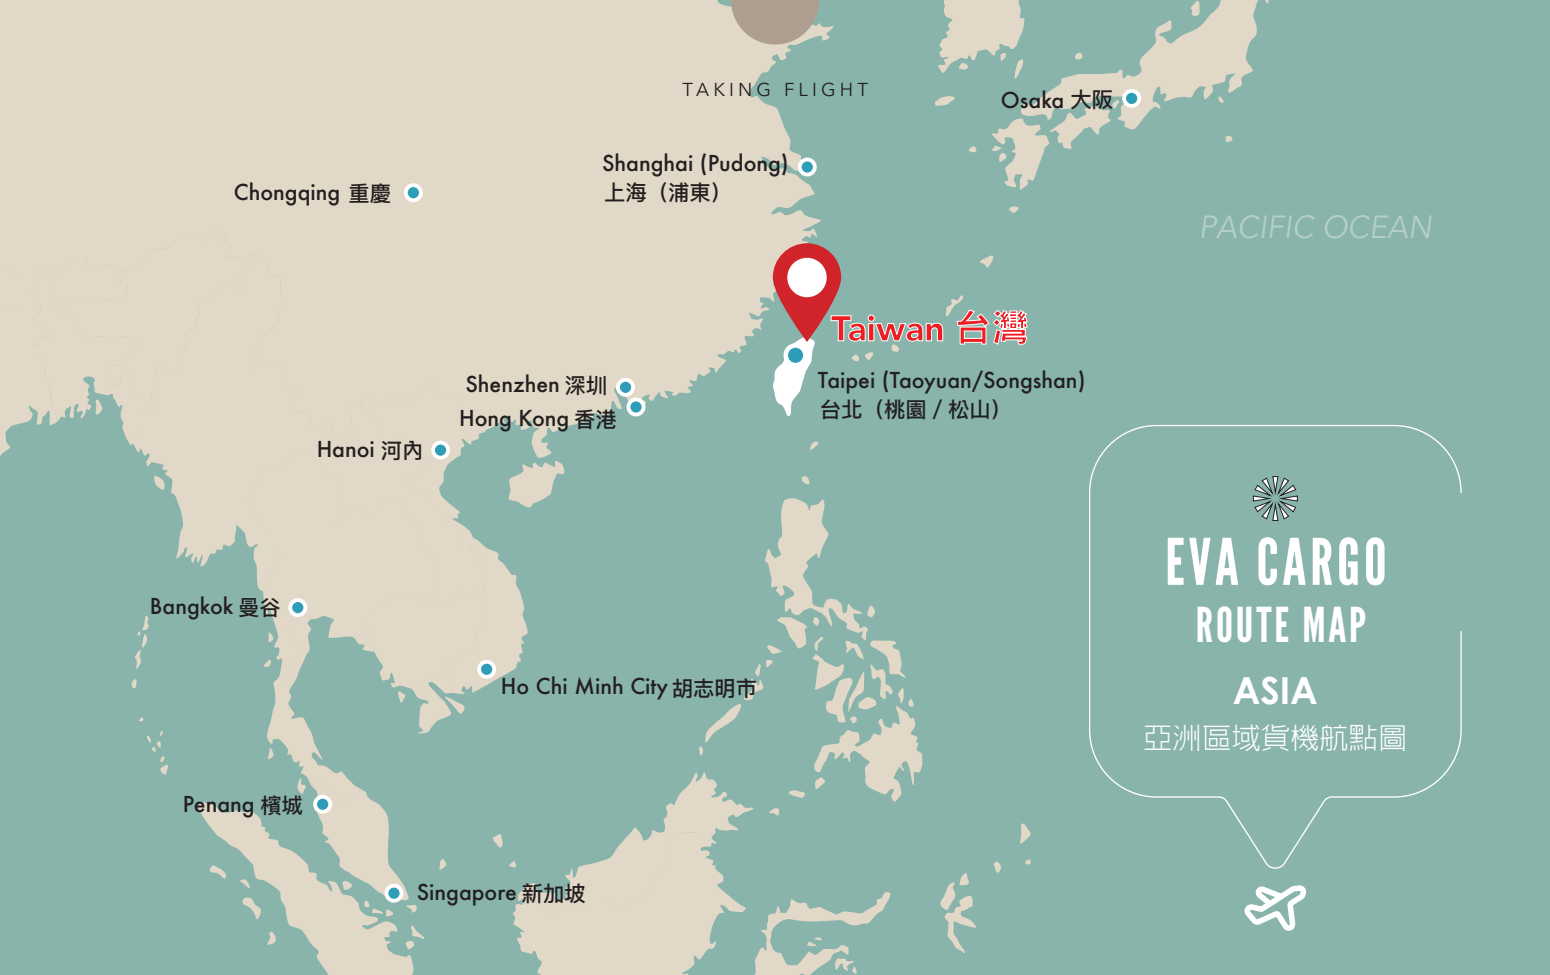 TAKING FLIGHT
Osaka 大阪
Shanghai (Pudong)
上海（浦東）
Chongqing 重慶
PACIFIC OCEAN
Taiwan 台灣
Taipei (Taoyuan/Songshan)
台北（桃園 / 松山）
Shenzhen 深圳
Hong Kong 香港
Hanoi 河內
Bangkok 曼谷
Ho Chi Minh City 胡志明市
Penang 檳城
Singapore 新加坡
EVA CARGO
ROUTE MAP
ASIA
亞洲區域貨機航點圖